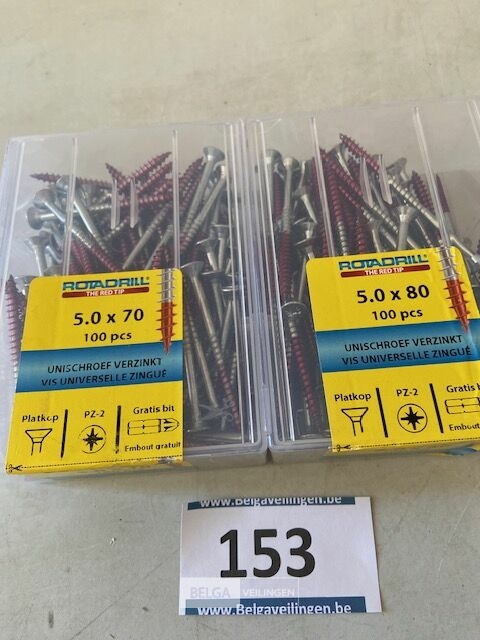 ROTADRILL®
THE RED TIP
5.0 x 70
100 pcs
UNISCHROEF VERZINKT
VIS UNIVERSELLE ZINGUÉ
Platkop
PZ-2
Gratis bit
Embout gratuit
ROTADRILL®
THE RED TIP
5.0 x 80
100 pcs
UNISCHROEF VERZINKT
VIS UNIVERSELLE ZINGUÉ
Platkop
PZ-2
Gratis b
Embout
www.Belgaveilingen.be
153
BELGA VEILINGEN
www.Belgaveilingen.be